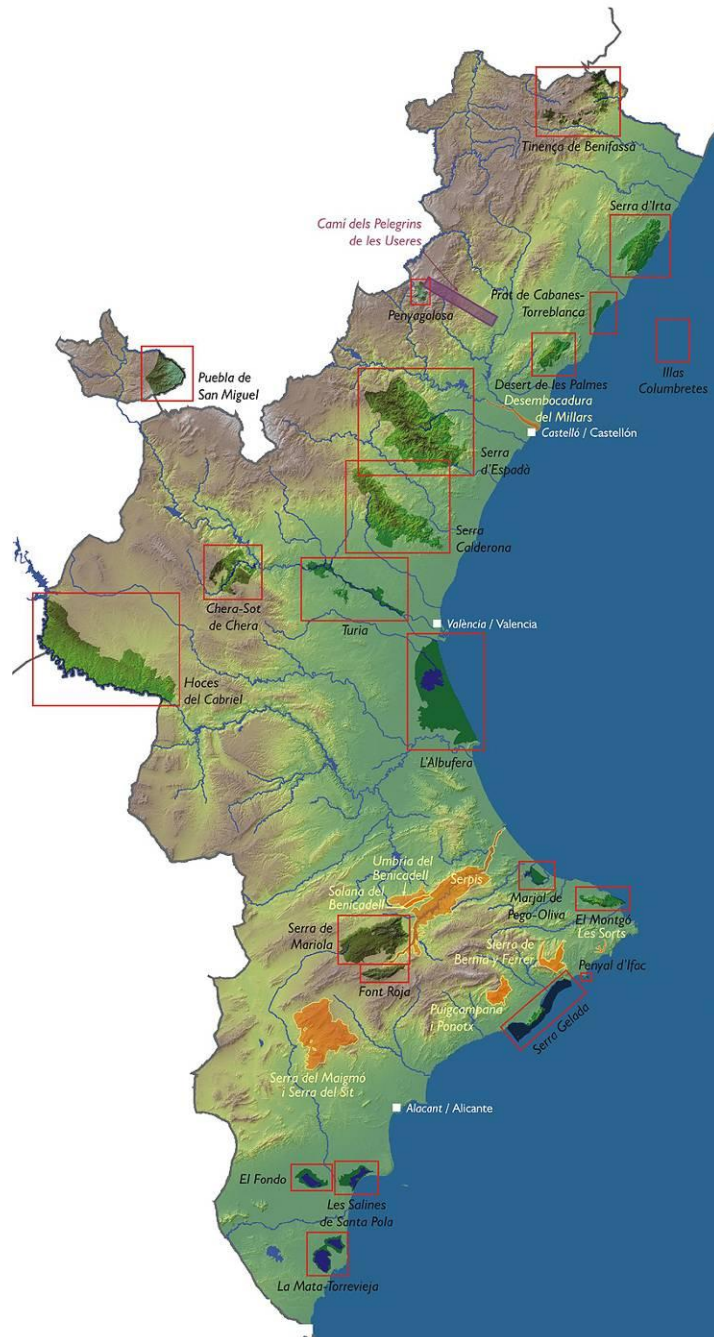 Tinença de Benifassà
Serra d'Irta
Camí dels Pelegrins
de les Useres
Penyagolosa
Prat de Cabanes-
Torreblanca
Illas
Columbretes
Puebla de
San Miguel
Desert de les Palmes
Desembocadura
del Millars
Castelló / Castellón
Serra
d'Espadà
Serra
Calderona
Chera-Sot
de Chera
Turia
València / Valencia
Hoces
del Cabriel
L'Albufera
Umbría del
Benicadell
Solana del
Benicadell
Serpis
Marjal de
Pego-Oliva
El Montgó
Les Sorts
Serra de
Mariola
Font Roja
Sierra de
Bernia y Ferrer
Penyal d'Ifac
Puigcampana
i Ponotx
Serra Gelada
Serra del Maigmó
i Serra del Sit
Alacant / Alicante
El Fondo
Les Salines
de Santa Pola
La Mata-Torrevieja